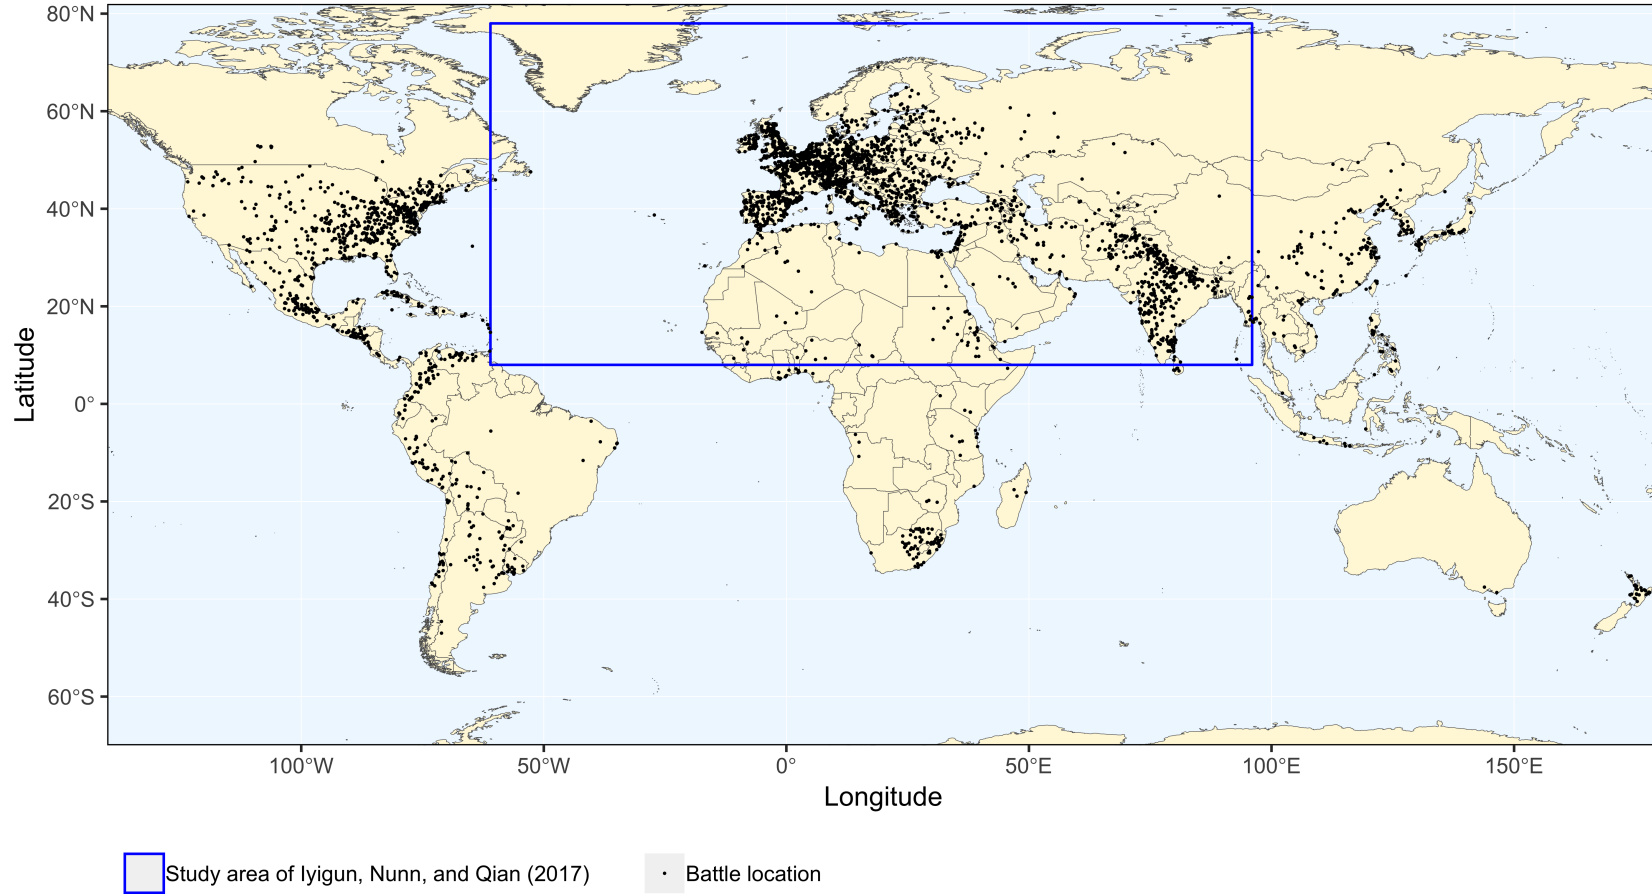 80°N
60°N
40°N
20°N
0°
20°S
40°S
60°S
Latitude
100°W 50°W 0° 50°E 100°E 150°E
Longitude
Study area of Iyigun, Nunn, and Qian (2017) Battle location